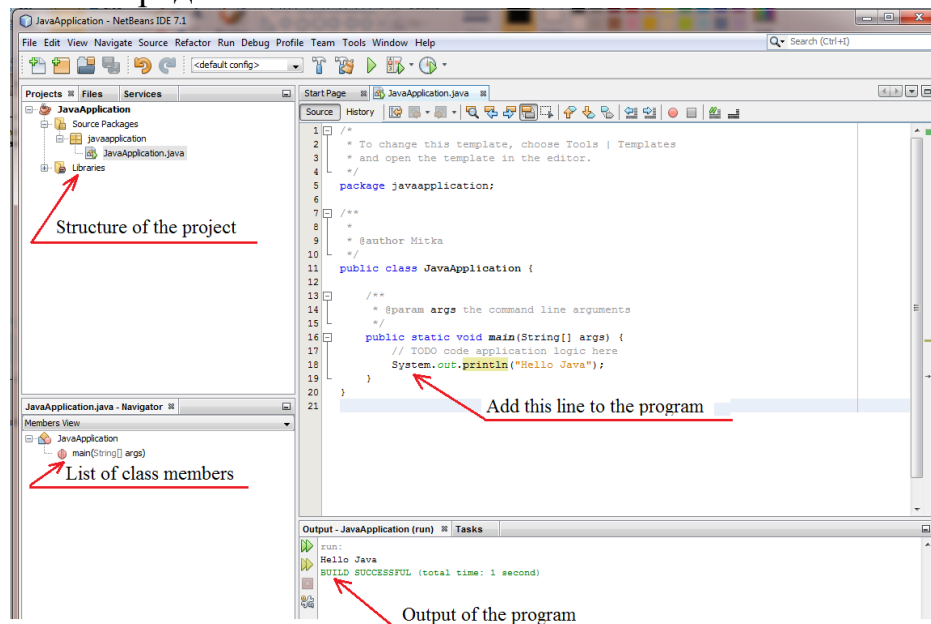 JavaApplication - NetBeans IDE 7.1
File Edit View Navigate Source Refactor Run Debug Profile Team Tools Window Help
Search (Ctrl+I)
<default config>
Projects Files Services
JavaApplication
Source Packages
javaapplication
JavaApplication.java
Libraries
Structure of the project
Start Page JavaApplication.java
Source History
1 /*
2 * To change this template, choose Tools | Templates
3 * and open the template in the editor.
4 */
5 package javaapplication;
6
7 /**
8 *
9 * @author Mitka
10 */
11 public class JavaApplication {
12
13 /**
14 * @param args the command line arguments
15 */
16 public static void main(String[] args) {
17 // TODO code application logic here
18 System.out.println("Hello Java");
19 }
20 }
21
Add this line to the program
JavaApplication.java - Navigator
Members View
JavaApplication
main(String[] args)
List of class members
Output - JavaApplication (run) Tasks
run:
Hello Java
BUILD SUCCESSFUL (total time: 1 second)
Output of the program